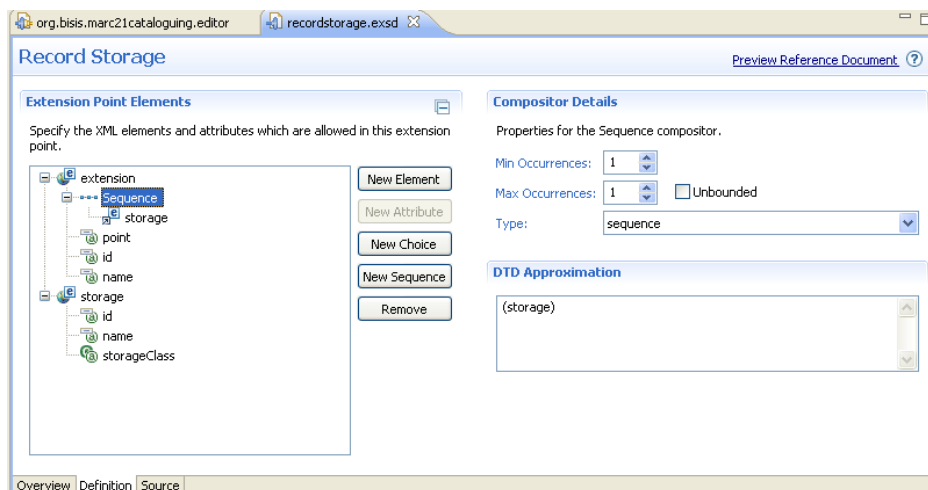 org.bisis.marc21cataloguing.editor
recordstorage.exsd
Record Storage
Preview Reference Document
Extension Point Elements
Specify the XML elements and attributes which are allowed in this extension
point.
extension
Sequence
storage
point
id
name
storage
id
name
storageClass
New Element
New Attribute
New Choice
New Sequence
Remove
Compositor Details
Properties for the Sequence compositor.
Min Occurrences: 1
Max Occurrences: 1 Unbounded
Type: sequence
DTD Approximation
(storage)
Overview Definition Source